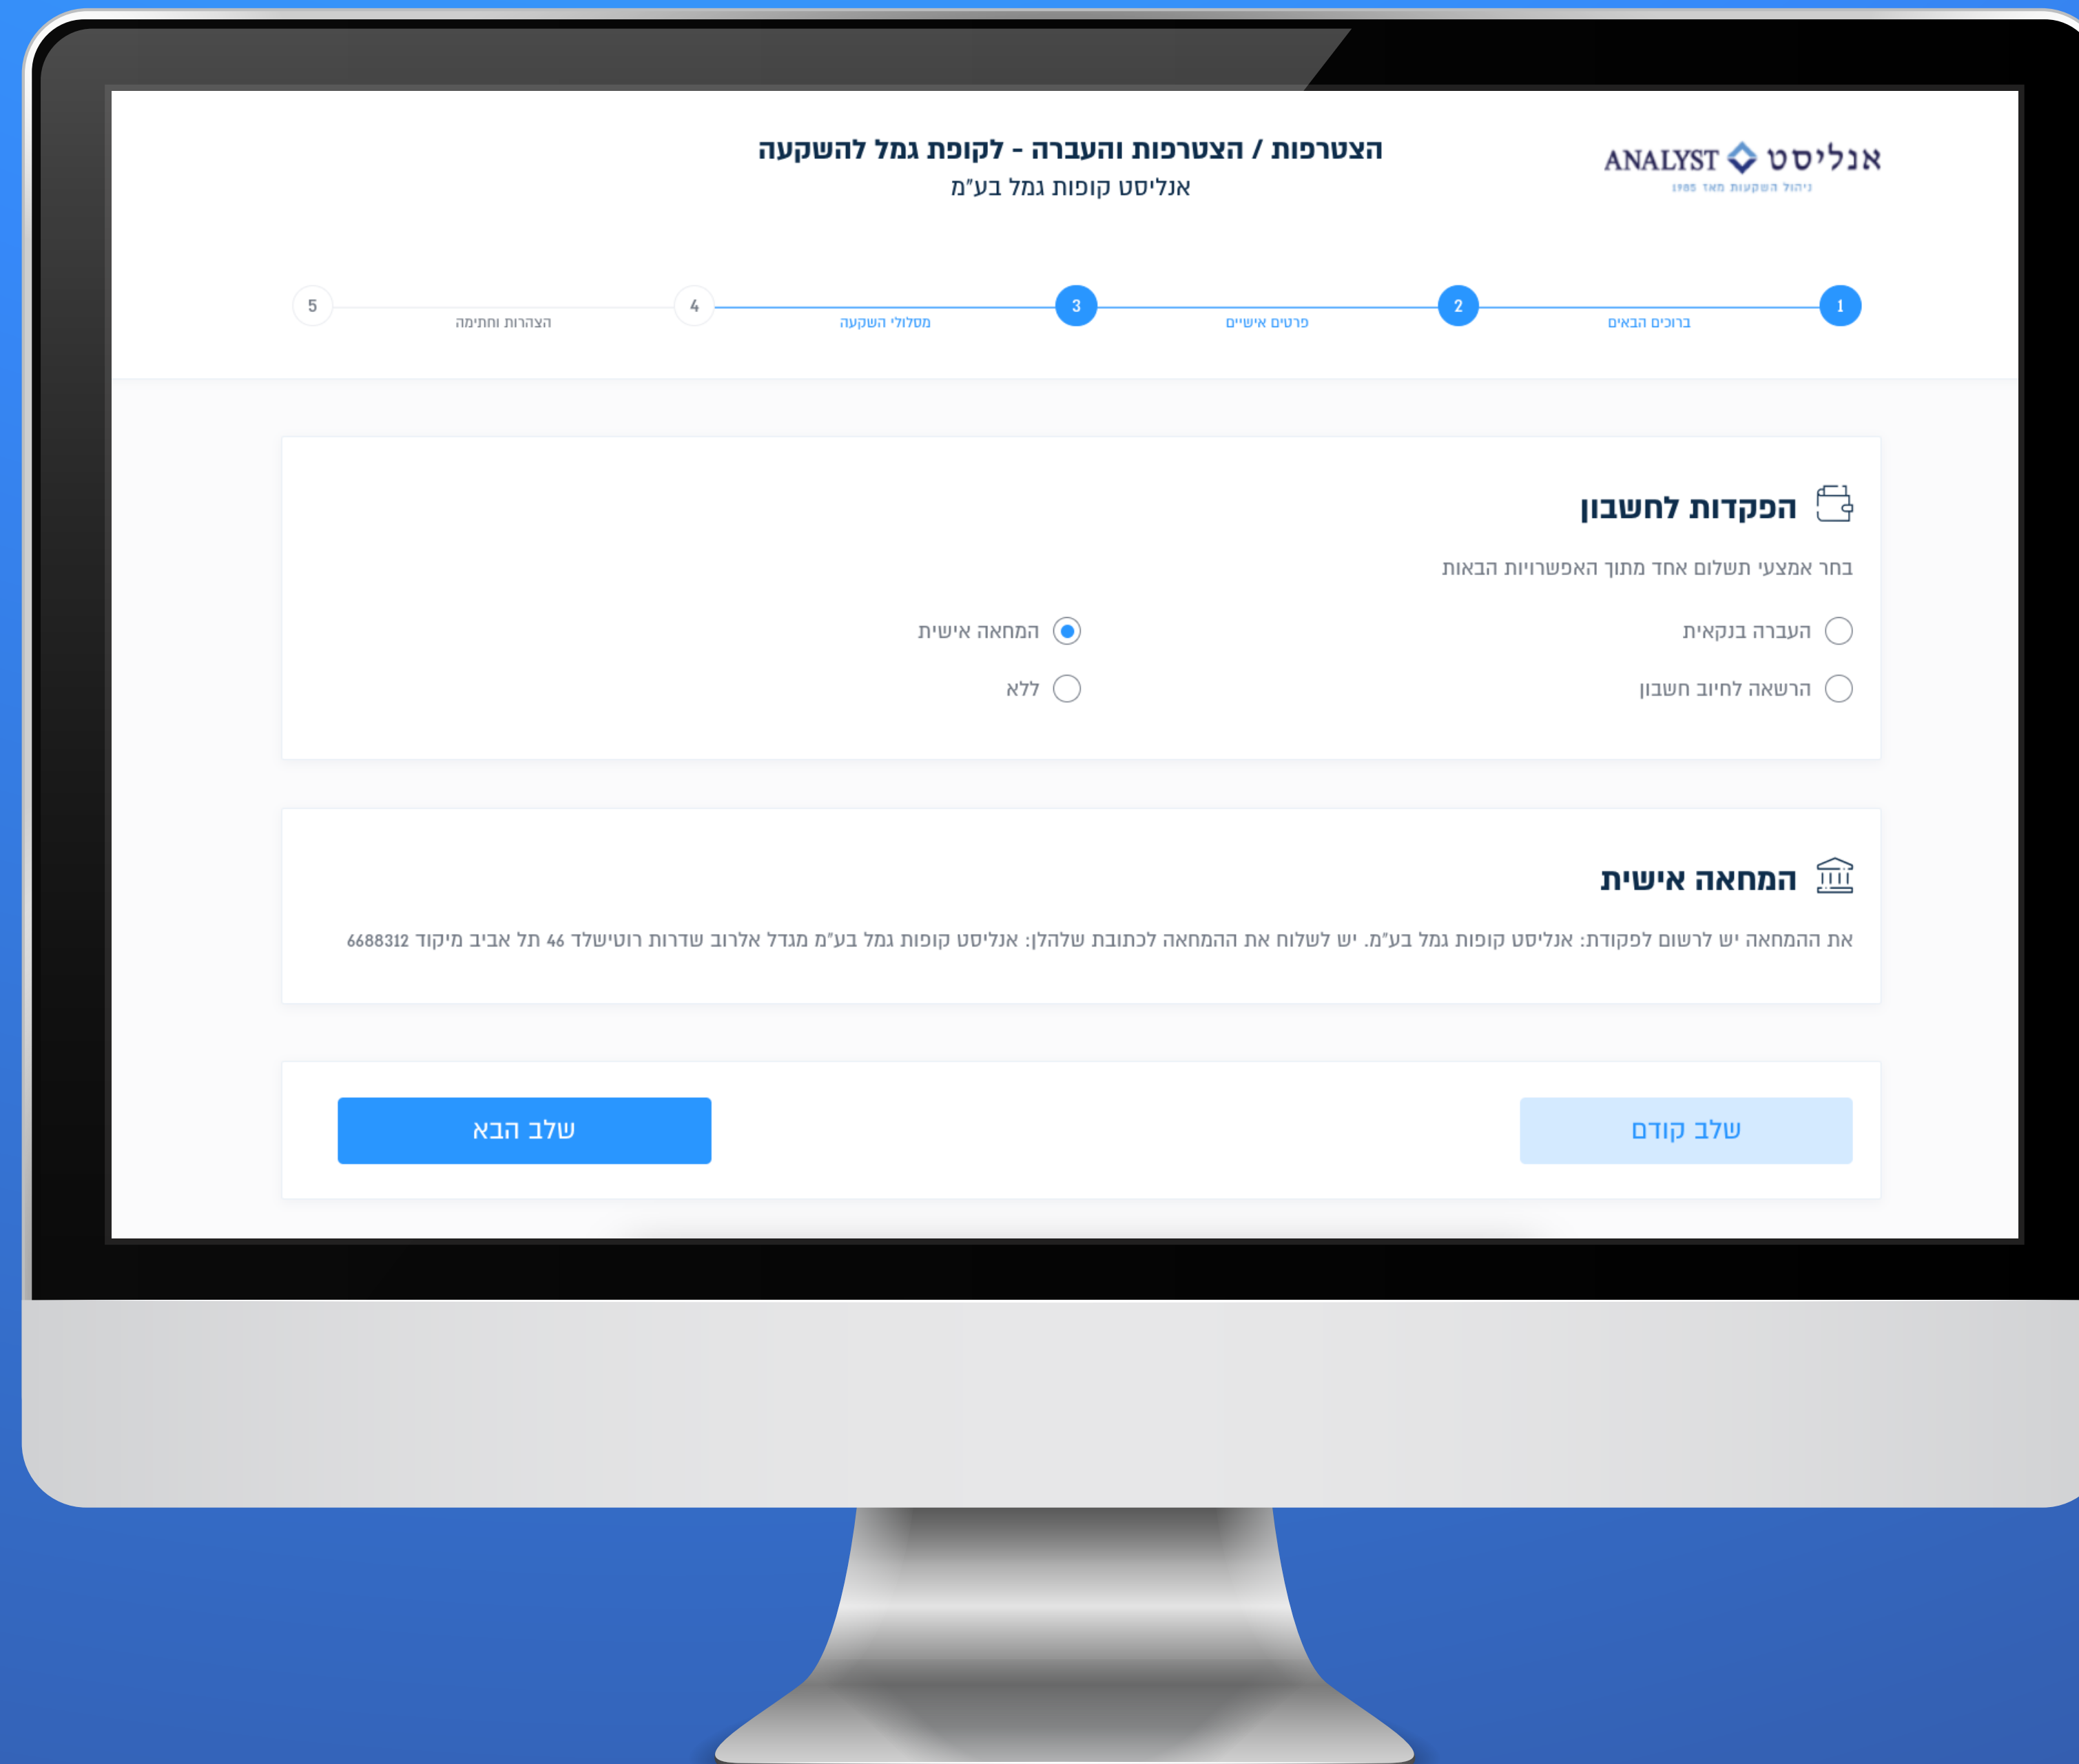 אנליסט ANALYST
ניהול השקעות מאז 1985
הצטרפות / הצטרפות והעברה - לקופת גמל להשקעה
אנליסט קופות גמל בע"מ
1
ברוכים הבאים
2
פרטים אישיים
3
מסלולי השקעה
4
הצהרות וחתימה
5
הפקדות לחשבון
בחר אמצעי תשלום אחד מתוך האפשרויות הבאות
העברה בנקאית
המחאה אישית
הרשאה לחיוב חשבון
ללא
המחאה אישית
את ההמחאה יש לרשום לפקודת: אנליסט קופות גמל בע"מ. יש לשלוח את ההמחאה לכתובת שלהלן: אנליסט קופות גמל בע"מ מגדל אלרוב שדרות רוטישלד 46 תל אביב מיקוד 6688312
שלב קודם
שלב הבא